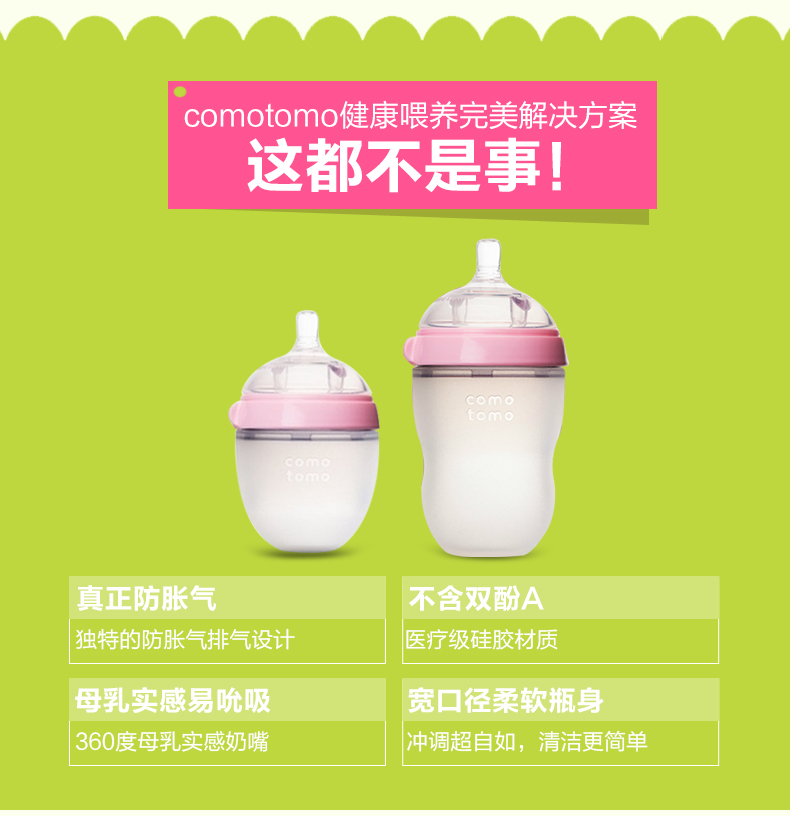 comotomo健康喂养完美解决方案
这都不是事!
como
tomo
como
tomo
真正防胀气
独特的防胀气排气设计
不含双酚A
医疗级硅胶材质
母乳实感易吮吸
360度母乳实感奶嘴
宽口径柔软瓶身
冲调超自如，清洁更简单